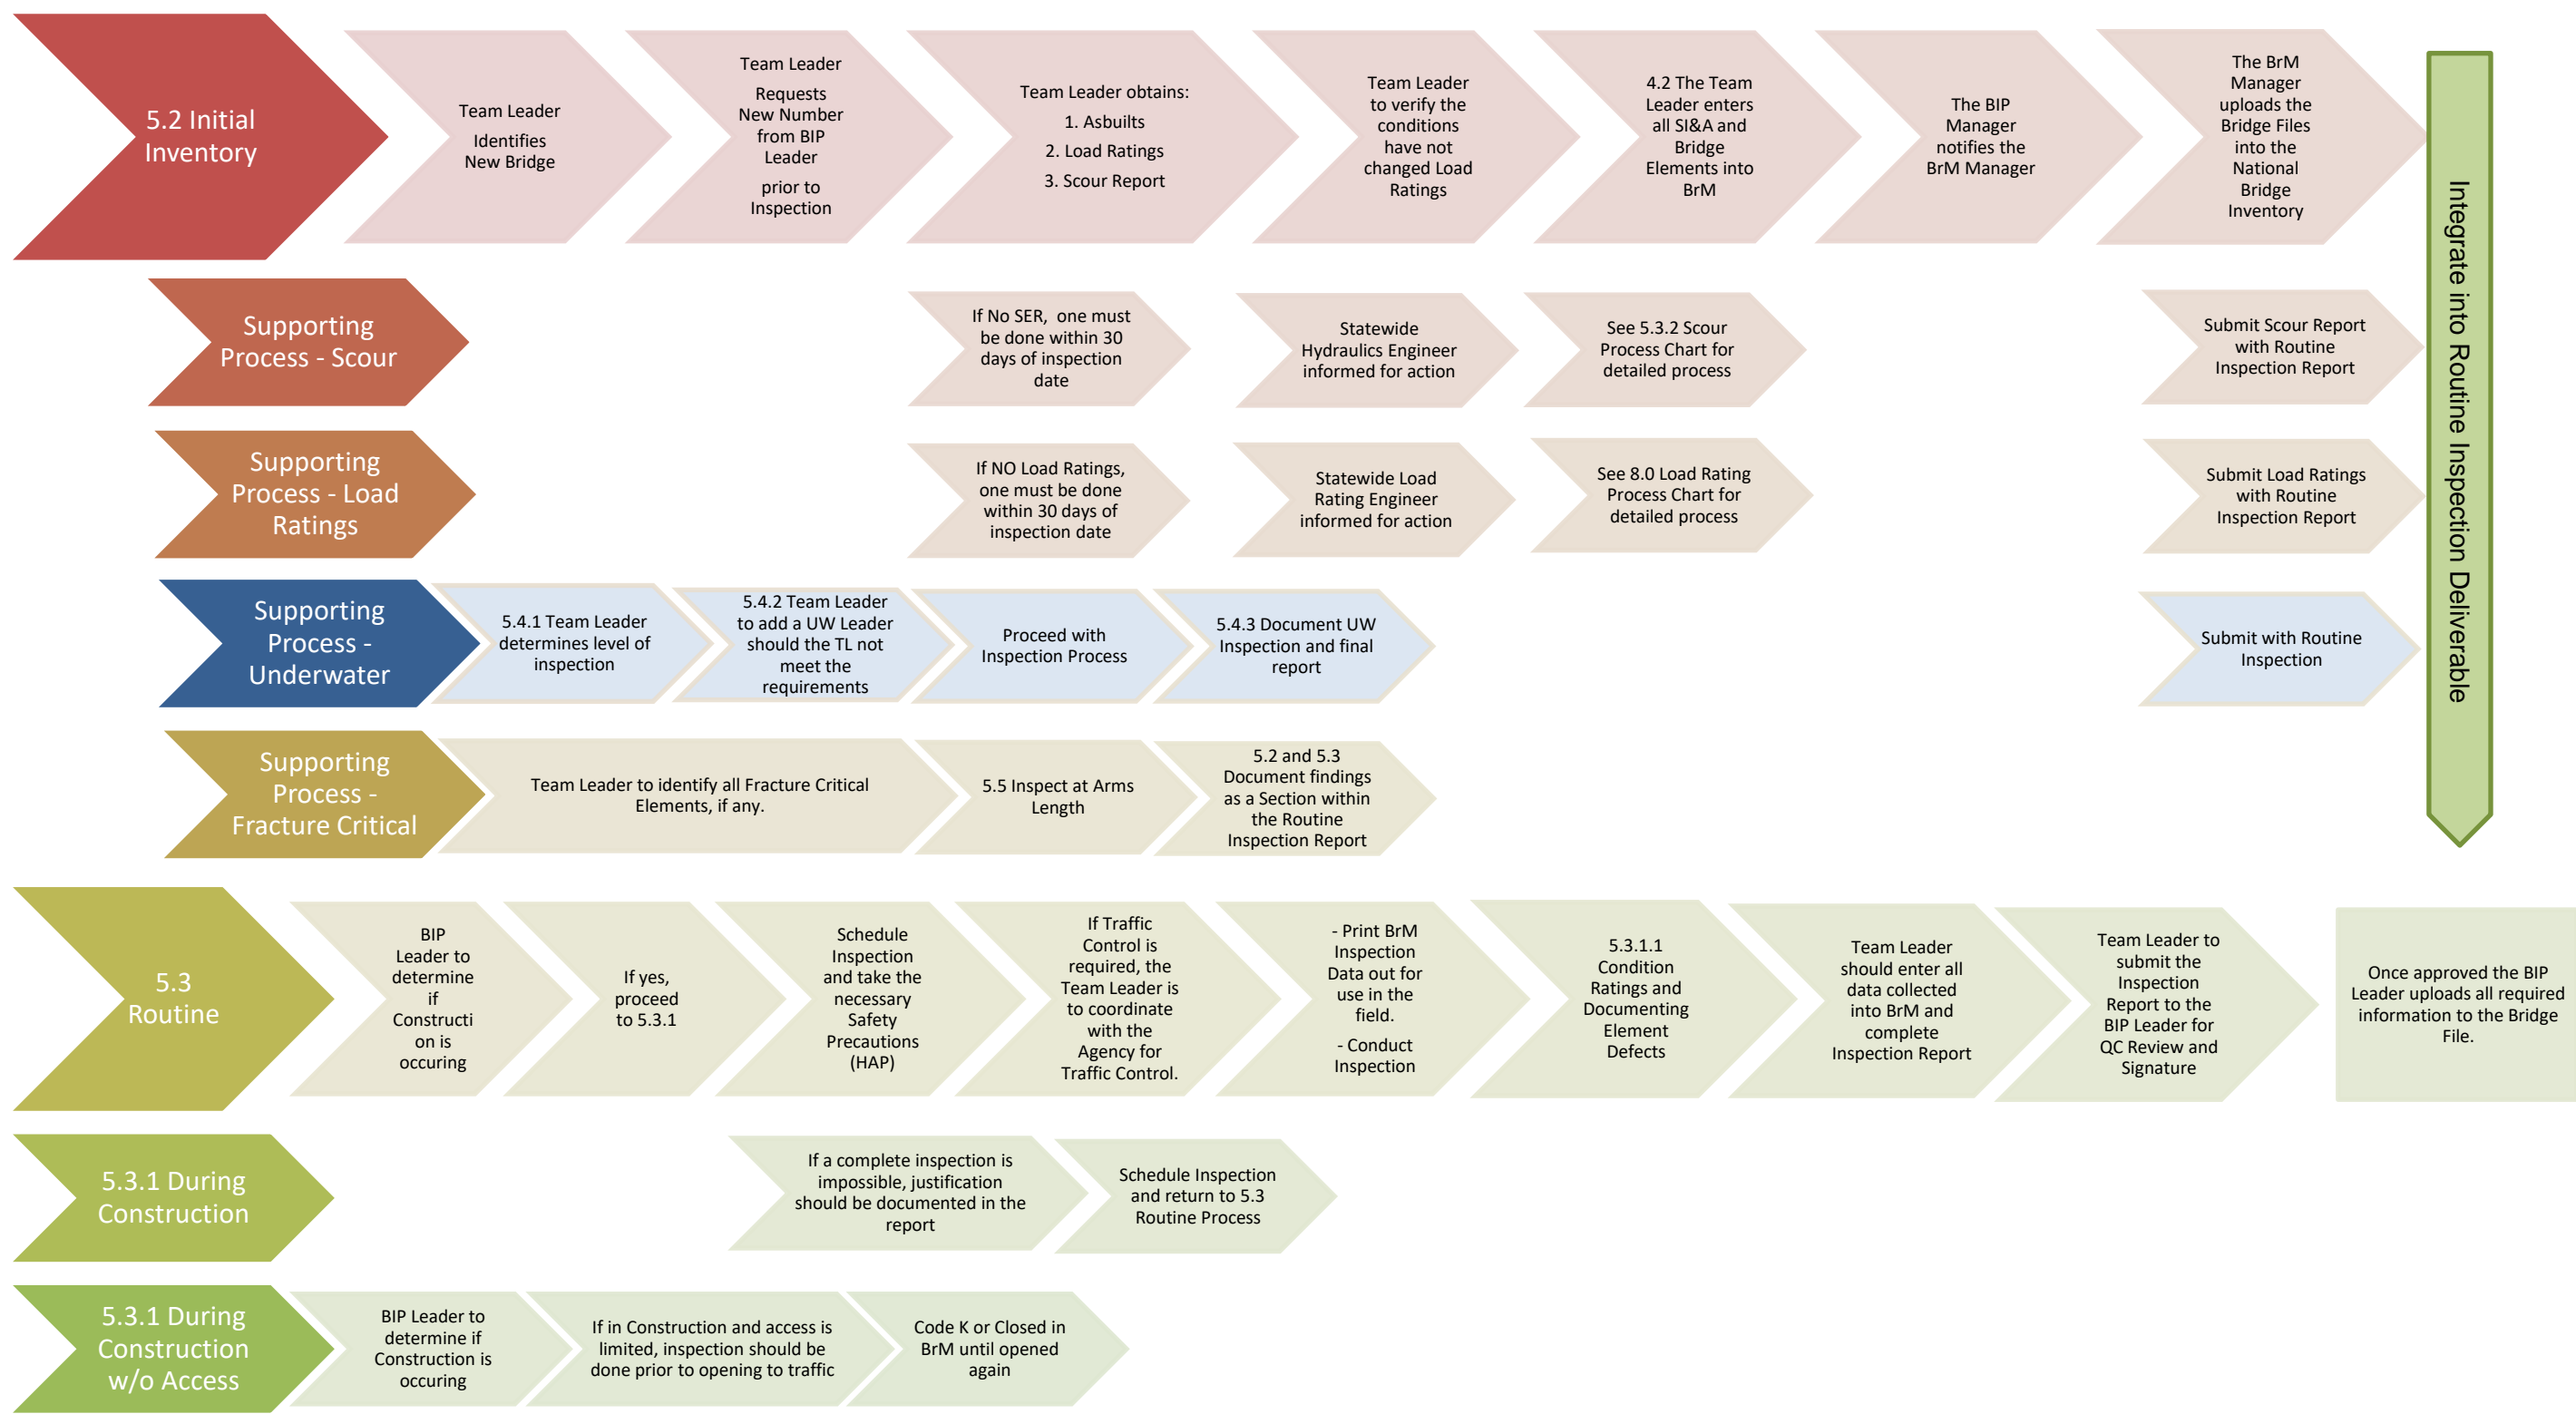 5.2 Initial
Inventory
Team Leader
Identifies
New Bridge
Team Leader
Requests
New Number
from BIP
Leader
prior to
Inspection
Team Leader obtains:
1. Asbuilts
2. Load Ratings
3. Scour Report
Team Leader
to verify the
conditions
have not
changed Load
Ratings
4.2 The Team
Leader enters
all SI&A and
Bridge
Elements into
BrM
The BIP
Manager
notifies the
BrM Manager
The BrM
Manager
uploads the
Bridge Files
into the
National
Bridge
Inventory
Integrate into Routine Inspection Deliverable
Supporting
Process - Scour
If No SER,  one must
be done within 30
days of inspection
date
Statewide
Hydraulics Engineer
informed for action
See 5.3.2 Scour
Process Chart for
detailed process
Submit Scour Report
with Routine
Inspection Report
Supporting
Process - Load
Ratings
If NO Load Ratings,
one must be done
within 30 days of
inspection date
Statewide Load
Rating Engineer
informed for action
See 8.0 Load Rating
Process Chart for
detailed process
Submit Load Ratings
with Routine
Inspection Report
Supporting
Process -
Underwater
5.4.1 Team Leader
determines level of
inspection
5.4.2 Team Leader
to add a UW Leader
should the TL not
meet the
requirements
Proceed with
Inspection Process
5.4.3 Document UW
Inspection and final
report
Submit with Routine
Inspection
Supporting
Process -
Fracture Critical
Team Leader to identify all Fracture Critical
Elements, if any.
5.5 Inspect at Arms
Length
5.2 and 5.3
Document findings
as a Section within
the Routine
Inspection Report
5.3
Routine
BIP
Leader to
determine
if
Constructi
on is
occuring
If yes,
proceed
to 5.3.1
Schedule
Inspection
and take the
necessary
Safety
Precautions
(HAP)
If Traffic
Control is
required, the
Team Leader is
to coordinate
with the
Agency for
Traffic Control.
- Print BrM
Inspection
Data out for
use in the
field.
- Conduct
Inspection
5.3.1.1
Condition
Ratings and
Documenting
Element
Defects
Team Leader
should enter all
data collected
into BrM and
complete
Inspection Report
Team Leader to
submit the
Inspection
Report to the
BIP Leader for
QC Review and
Signature
Once approved the BIP
Leader uploads all required
information to the Bridge
File.
5.3.1 During
Construction
If a complete inspection is
impossible, justification
should be documented in the
report
Schedule Inspection
and return to 5.3
Routine Process
5.3.1 During
Construction
w/o Access
BIP Leader to
determine if
Construction is
occuring
If in Construction and access is
limited, inspection should be
done prior to opening to traffic
Code K or Closed in
BrM until opened
again